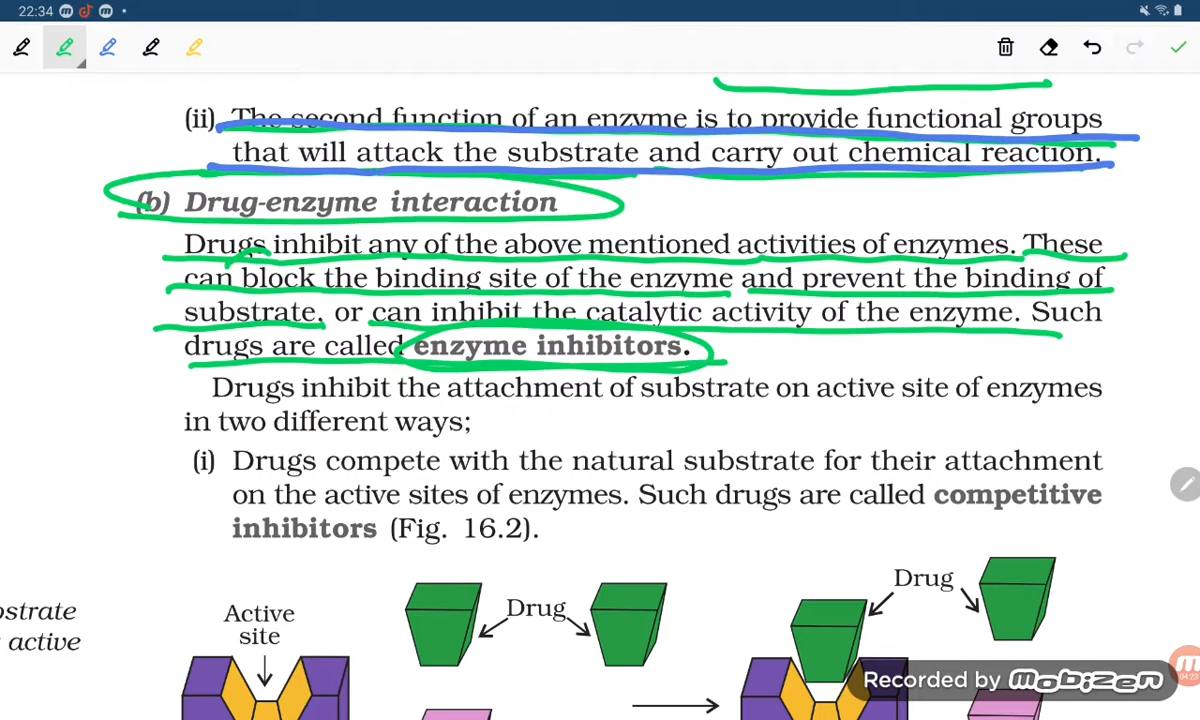 22:34
(ii) The second function of an enzyme is to provide functional groups
that will attack the substrate and carry out chemical reaction.
(b) Drug-enzyme interaction
Drugs inhibit any of the above mentioned activities of enzymes. These
can block the binding site of the enzyme and prevent the binding of
substrate, or can inhibit the catalytic activity of the enzyme. Such
drugs are called enzyme inhibitors.
Drugs inhibit the attachment of substrate on active site of enzymes
in two different ways;
(i) Drugs compete with the natural substrate for their attachment
on the active sites of enzymes. Such drugs are called competitive
inhibitors (Fig. 16.2).
active
Active
site
Drug
Drug
Recorded by mobizen
04:23